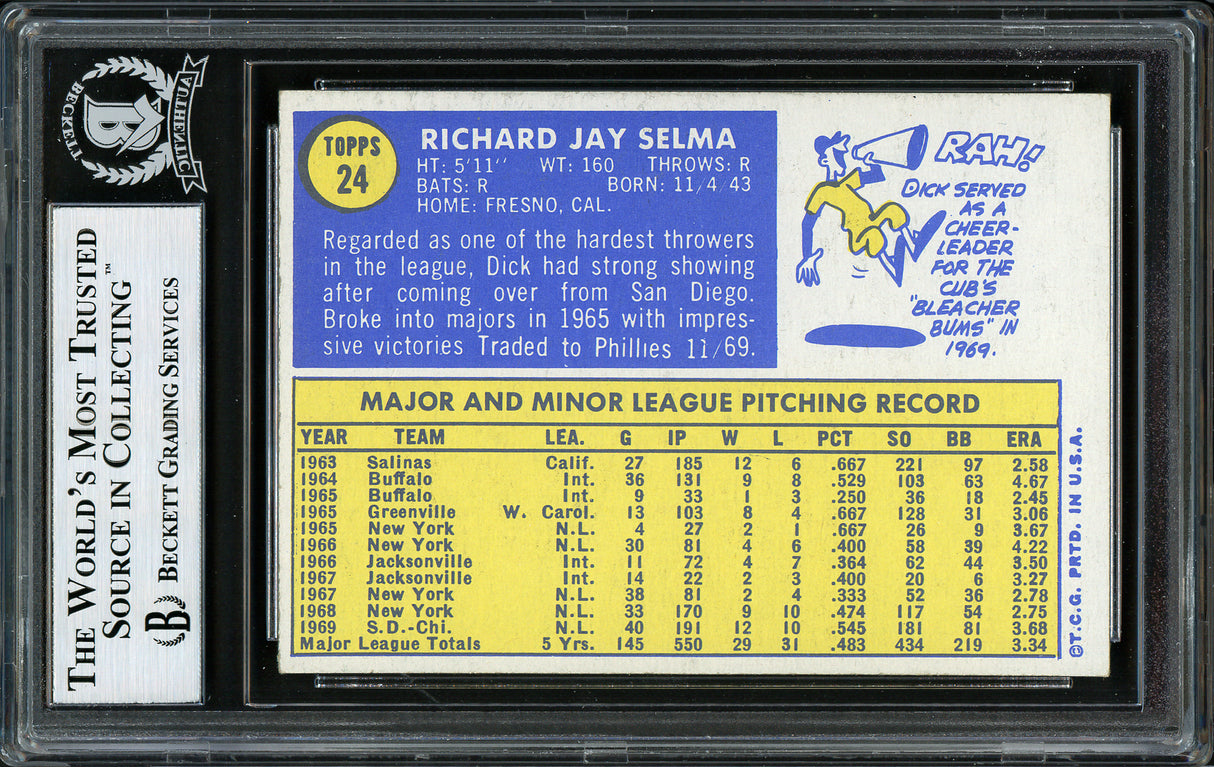 BECKETT
AUTHENTIC
B
THE WORLD'S MOST TRUSTED
SOURCE IN COLLECTING™
B BECKETT GRADING SERVICES
TOPPS
24
RICHARD JAY SELMA
HT: 5'11" WT: 160 THROWS: R
BATS: R BORN: 11/4/43
HOME: FRESNO, CAL.
Regarded as one of the hardest throwers
in the league, Dick had strong showing
after coming over from San Diego.
Broke into majors in 1965 with impres-
sive victories Traded to Phillies 11/69.
RAH!
DICK SERVED
AS A
CHEER-
LEADER
FOR THE
CUB'S
"BLEACHER
BUMS" IN
1969.
MAJOR AND MINOR LEAGUE PITCHING RECORD
YEAR TEAM LEA. G IP W L PCT SO BB ERA
1963 Salinas Calif. 27 185 12 6 .667 221 97 2.58
1964 Buffalo Int. 36 131 9 8 .529 103 63 4.67
1965 Buffalo Int. 9 33 1 3 .250 36 18 2.45
1965 Greenville W. Carol. 13 103 8 4 .667 128 31 3.06
1965 New York N.L. 4 27 2 1 .667 26 9 3.67
1966 New York N.L. 30 81 4 6 .400 58 39 4.22
1966 Jacksonville Int. 11 72 4 7 .364 62 44 3.50
1967 Jacksonville Int. 14 22 2 3 .400 20 6 3.27
1967 New York N.L. 38 81 2 4 .333 52 36 2.78
1968 New York N.L. 33 170 9 10 .474 117 54 2.75
1969 S.D.-Chi. N.L. 40 191 12 10 .545 181 81 3.68
Major League Totals 5 Yrs. 145 550 29 31 .483 434 219 3.34
©T.C.G. PRTD. IN U.S.A.